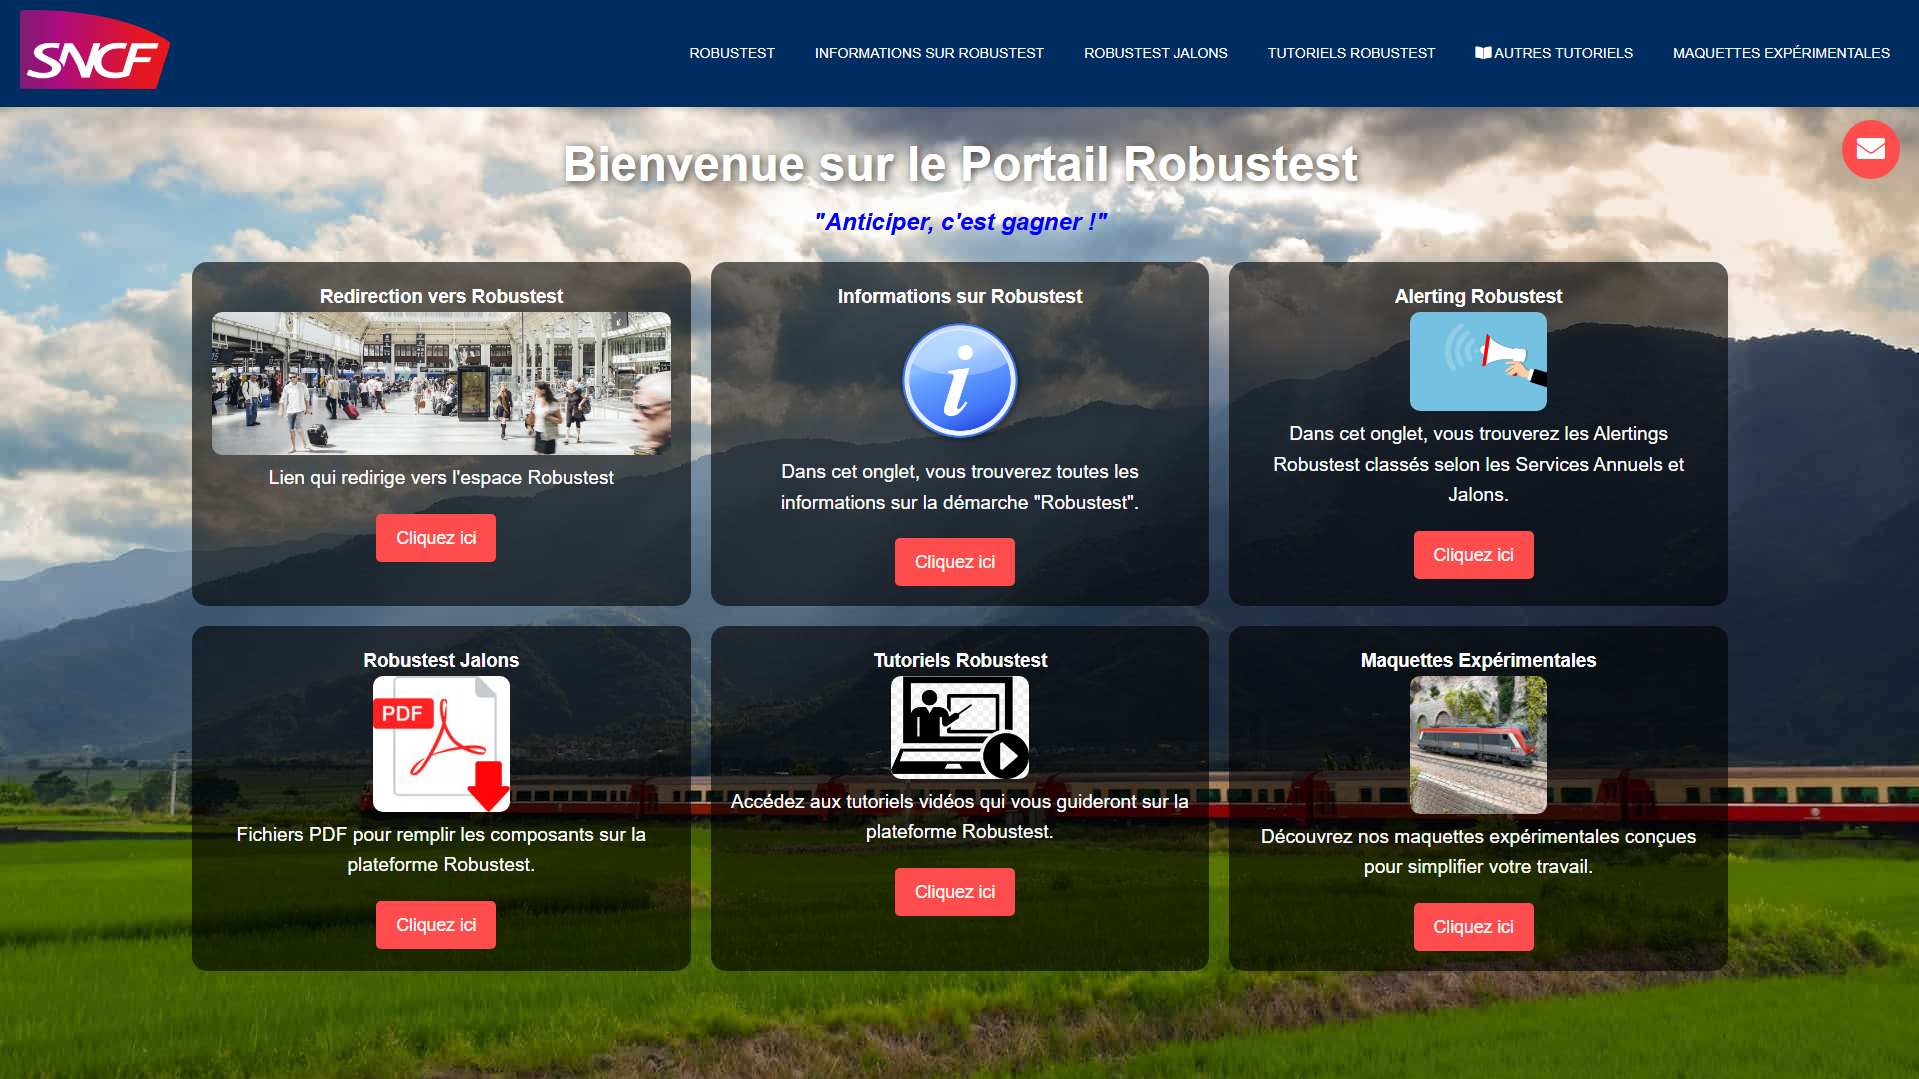 SNCF
ROBUSTEST
INFORMATIONS SUR ROBUSTEST
ROBUSTEST JALONS
TUTORIELS ROBUSTEST
AUTRES TUTORIELS
MAQUETTES EXPÉRIMENTALES
Bienvenue sur le Portail Robustest
"Anticiper, c'est gagner !"
Redirection vers Robustest
Lien qui redirige vers l'espace Robustest
Cliquez ici
Informations sur Robustest
i
Dans cet onglet, vous trouverez toutes les
informations sur la démarche "Robustest".
Cliquez ici
Alerting Robustest
Dans cet onglet, vous trouverez les Alertings
Robustest classés selon les Services Annuels et
Jalons.
Cliquez ici
Robustest Jalons
PDF
Fichiers PDF pour remplir les composants sur la
plateforme Robustest.
Cliquez ici
Tutoriels Robustest
Accédez aux tutoriels vidéos qui vous guideront sur la
plateforme Robustest.
Cliquez ici
Maquettes Expérimentales
Découvrez nos maquettes expérimentales conçues
pour simplifier votre travail.
Cliquez ici